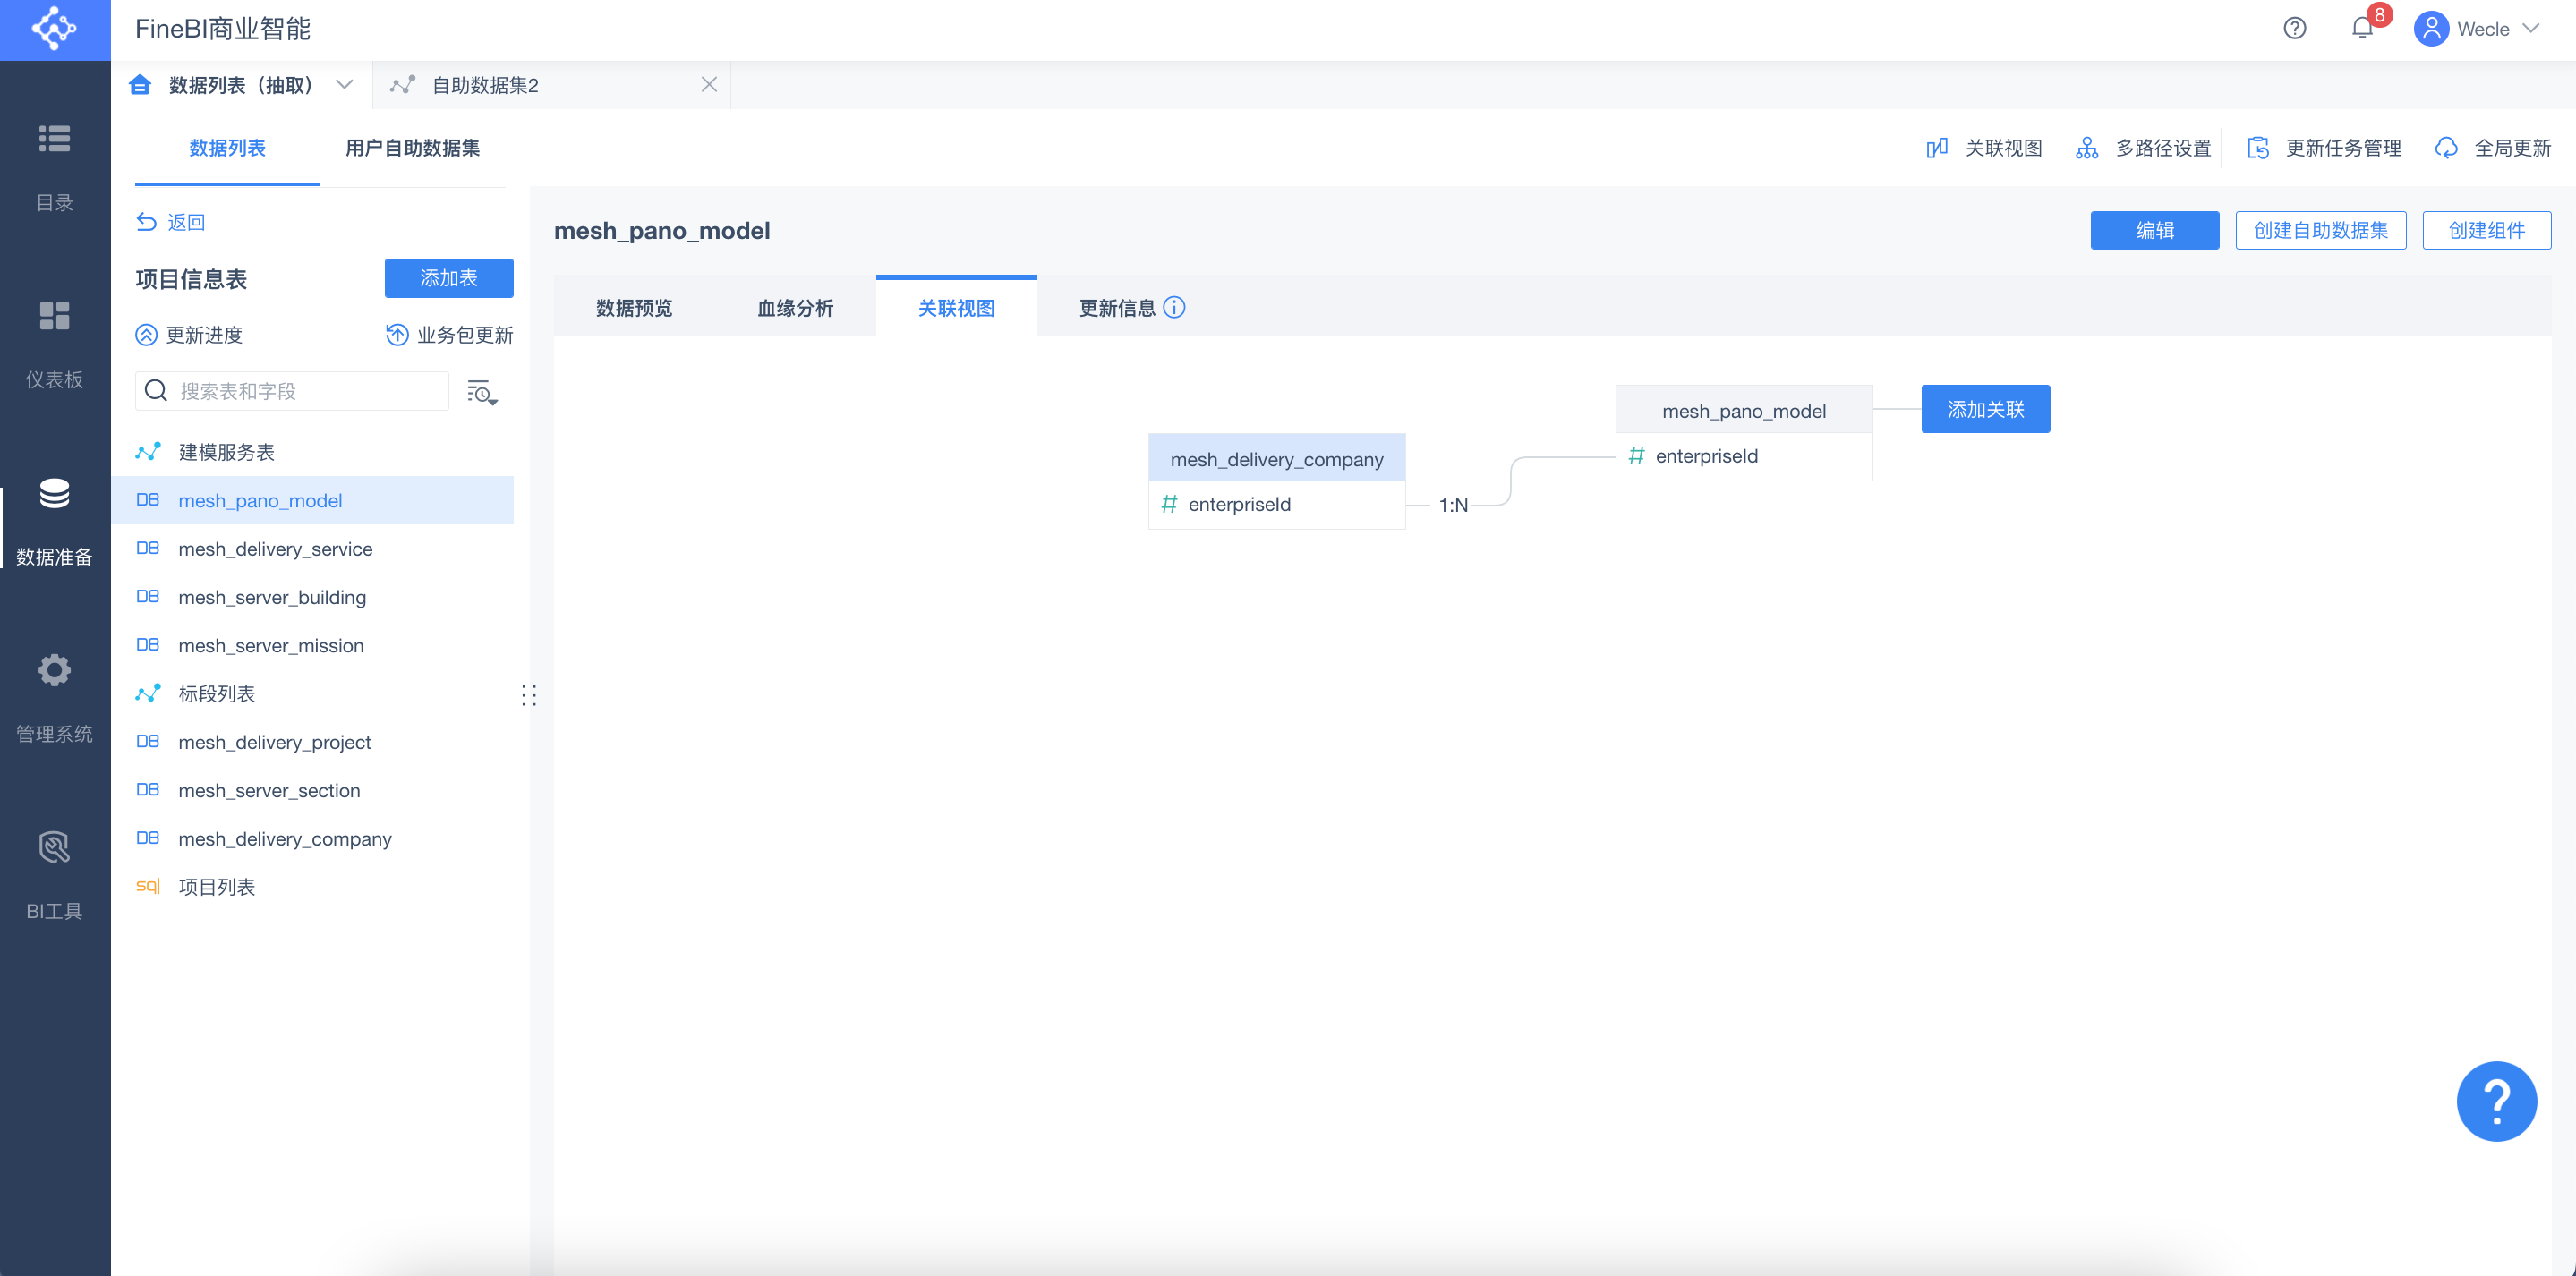 FineBI商业智能
8
Wecle
数据列表（抽取）
自助数据集2
目录
仪表板
数据准备
管理系统
BI工具
数据列表
用户自助数据集
关联视图
多路径设置
更新任务管理
全局更新
返回
项目信息表
添加表
更新进度
业务包更新
搜索表和字段
建模服务表
DB mesh_pano_model
DB mesh_delivery_service
DB mesh_server_building
DB mesh_server_mission
标段列表
DB mesh_delivery_project
DB mesh_server_section
DB mesh_delivery_company
sql 项目列表
mesh_pano_model
编辑
创建自助数据集
创建组件
数据预览
血缘分析
关联视图
更新信息
mesh_pano_model
添加关联
# enterpriseId
mesh_delivery_company
# enterpriseId
1:N
?